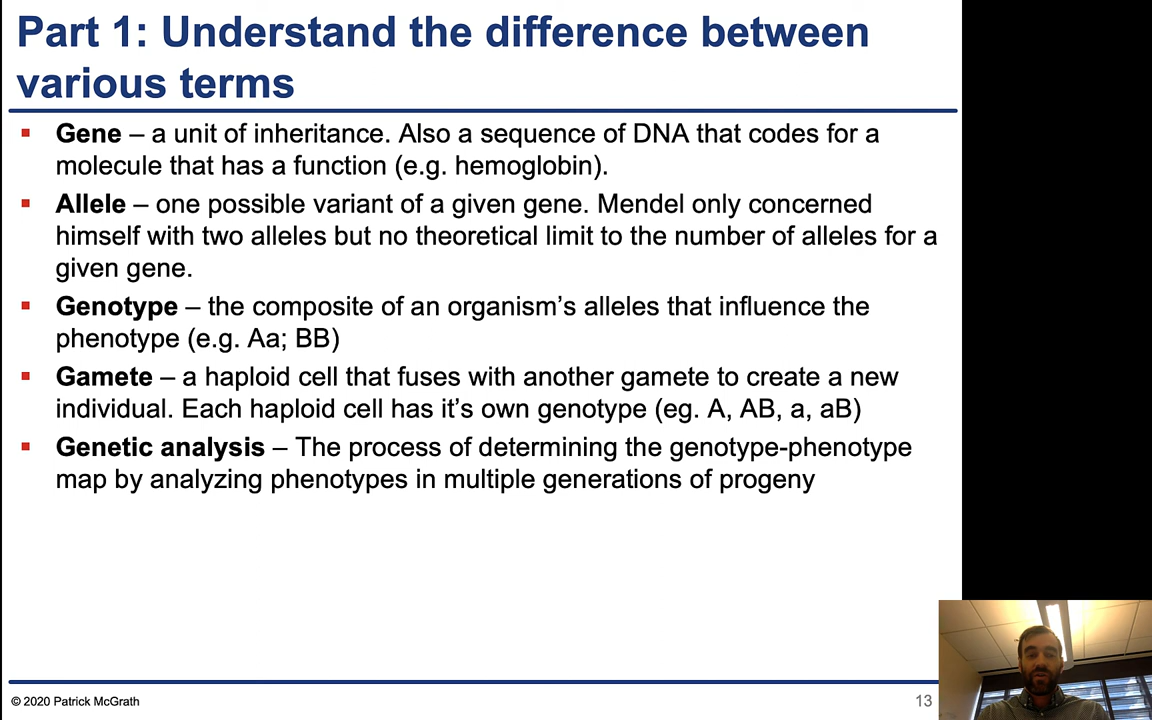 Part 1: Understand the difference between
various terms
▪ Gene – a unit of inheritance. Also a sequence of DNA that codes for a
molecule that has a function (e.g. hemoglobin).
▪ Allele – one possible variant of a given gene. Mendel only concerned
himself with two alleles but no theoretical limit to the number of alleles for a
given gene.
▪ Genotype – the composite of an organism’s alleles that influence the
phenotype (e.g. Aa; BB)
▪ Gamete – a haploid cell that fuses with another gamete to create a new
individual. Each haploid cell has it’s own genotype (eg. A, AB, a, aB)
▪ Genetic analysis – The process of determining the genotype-phenotype
map by analyzing phenotypes in multiple generations of progeny
© 2020 Patrick McGrath
13